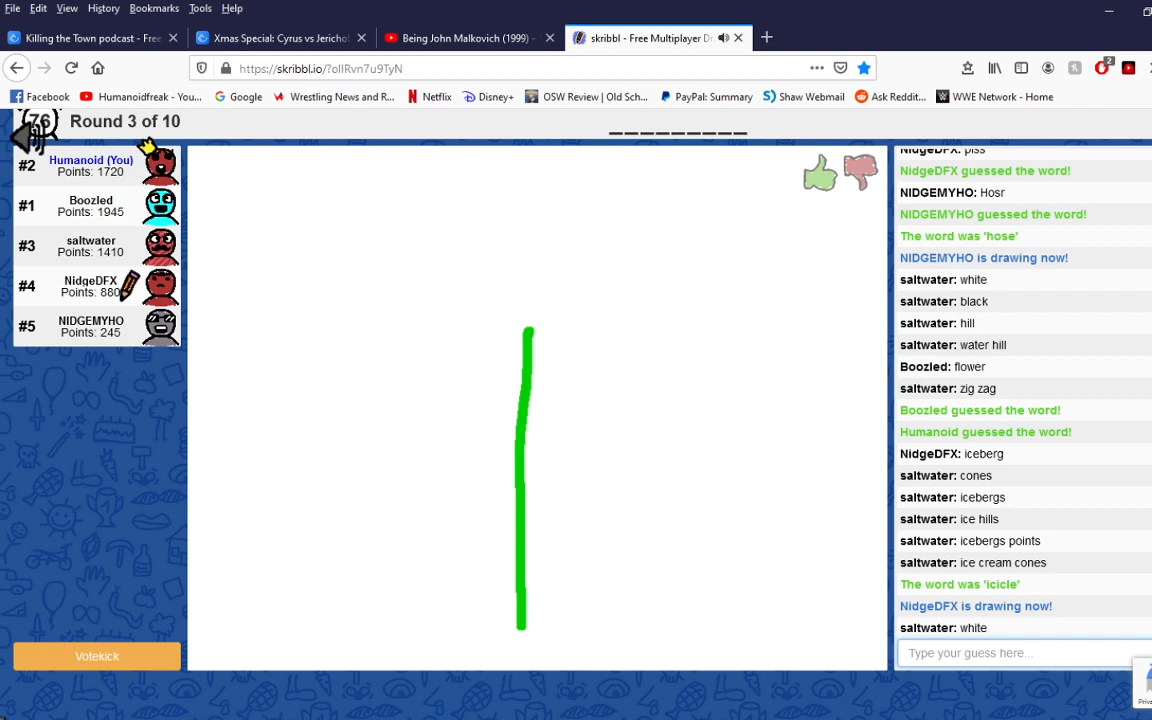 File Edit View History Bookmarks Tools Help
Killing the Town podcast - Free
Xmas Special: Cyrus vs Jericho!
Being John Malkovich (1999) -
skribbl - Free Multiplayer Dr
https://skribbl.io/?olIRvn7u9TyN
2
Facebook
Humanoidfreak - You...
Google
Wrestling News and R...
Netflix
Disney+
OSW Review | Old Sch...
PayPal: Summary
Shaw Webmail
Ask Reddit...
WWE Network - Home
76 Round 3 of 10
_________
#2 Humanoid (You)
Points: 1720
#1 Boozled
Points: 1945
#3 saltwater
Points: 1410
#4 NidgeDFX
Points: 880
#5 NIDGEMYHO
Points: 245
Votekick
NidgeDFX: piss
NidgeDFX guessed the word!
NIDGEMYHO: Hosr
NIDGEMYHO guessed the word!
The word was 'hose'
NIDGEMYHO is drawing now!
saltwater: white
saltwater: black
saltwater: hill
saltwater: water hill
Boozled: flower
saltwater: zig zag
Boozled guessed the word!
Humanoid guessed the word!
NidgeDFX: iceberg
saltwater: cones
saltwater: icebergs
saltwater: ice hills
saltwater: icebergs points
saltwater: ice cream cones
The word was 'icicle'
NidgeDFX is drawing now!
saltwater: white
Type your guess here...